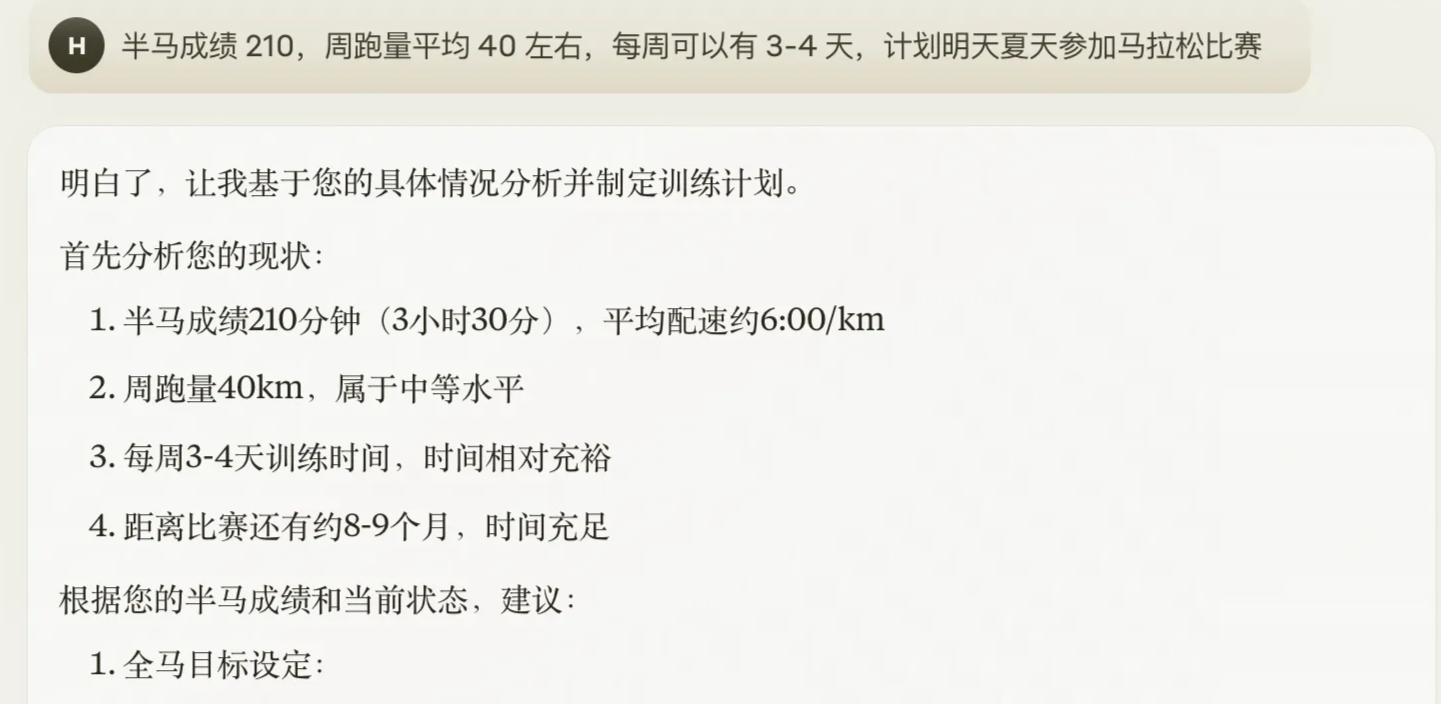 H 半马成绩 210，周跑量平均 40 左右，每周可以有 3-4 天，计划明天夏天参加马拉松比赛
明白了，让我基于您的具体情况分析并制定训练计划。
首先分析您的现状：
1. 半马成绩210分钟（3小时30分），平均配速约6:00/km
2. 周跑量40km，属于中等水平
3. 每周3-4天训练时间，时间相对充裕
4. 距离比赛还有约8-9个月，时间充足
根据您的半马成绩和当前状态，建议：
1. 全马目标设定：